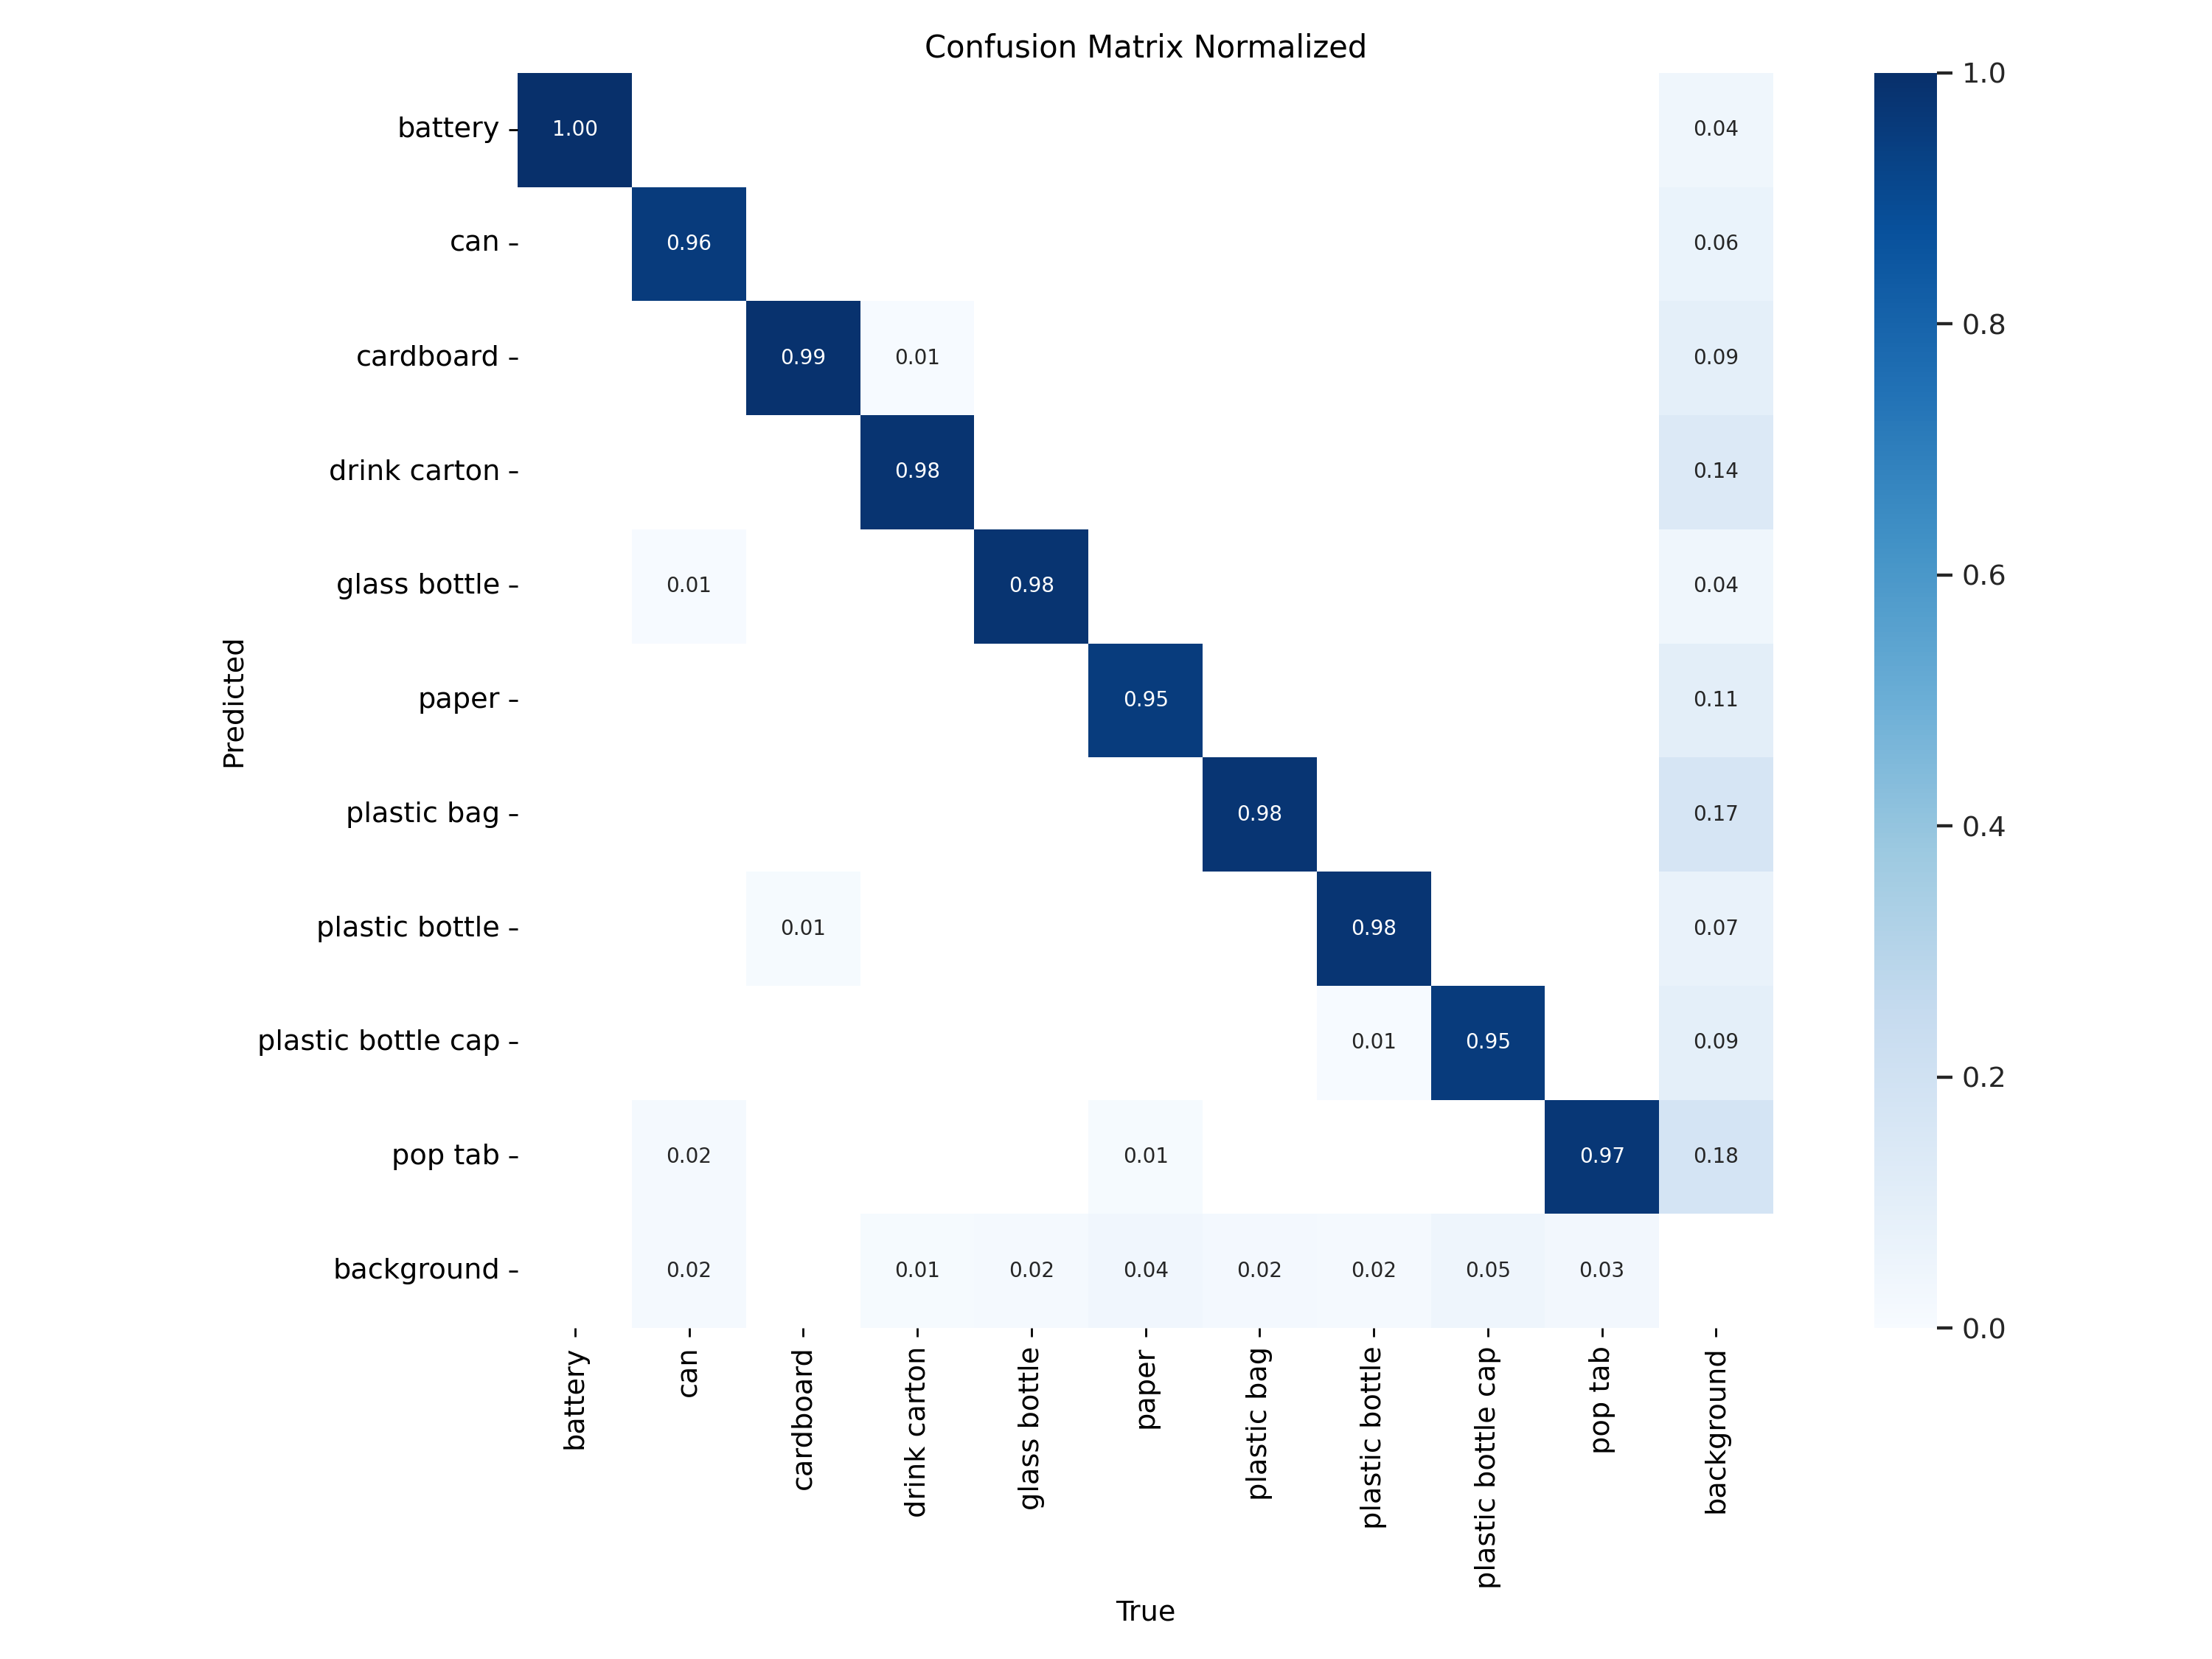 Confusion Matrix Normalized
battery 1.00 0.04
can 0.96 0.06
cardboard 0.99 0.01 0.09
drink carton 0.98 0.14
glass bottle 0.01 0.98 0.04
paper 0.95 0.11
plastic bag 0.98 0.17
plastic bottle 0.01 0.98 0.07
plastic bottle cap 0.01 0.95 0.09
pop tab 0.02 0.01 0.97 0.18
background 0.02 0.01 0.02 0.04 0.02 0.02 0.05 0.03
Predicted
battery
can
cardboard
drink carton
glass bottle
paper
plastic bag
plastic bottle
plastic bottle cap
pop tab
background
True
1.0
0.8
0.6
0.4
0.2
0.0